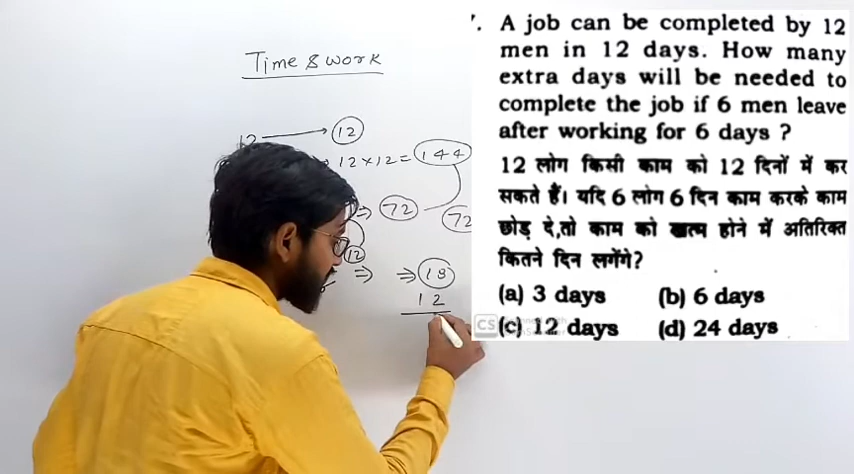 Time & work
12 → 12
12 × 12 = 144
⇒ 72
72
12
⇒ ⇒ 18
12
7. A job can be completed by 12
men in 12 days. How many
extra days will be needed to
complete the job if 6 men leave
after working for 6 days ?
12 लोग किसी काम को 12 दिनों में कर
सकते हैं। यदि 6 लोग 6 दिन काम करके काम
छोड़ दे,तो काम को खत्म होने में अतिरिक्त
कितने दिन लगेंगे?
(a) 3 days (b) 6 days
(c) 12 days (d) 24 days
CS